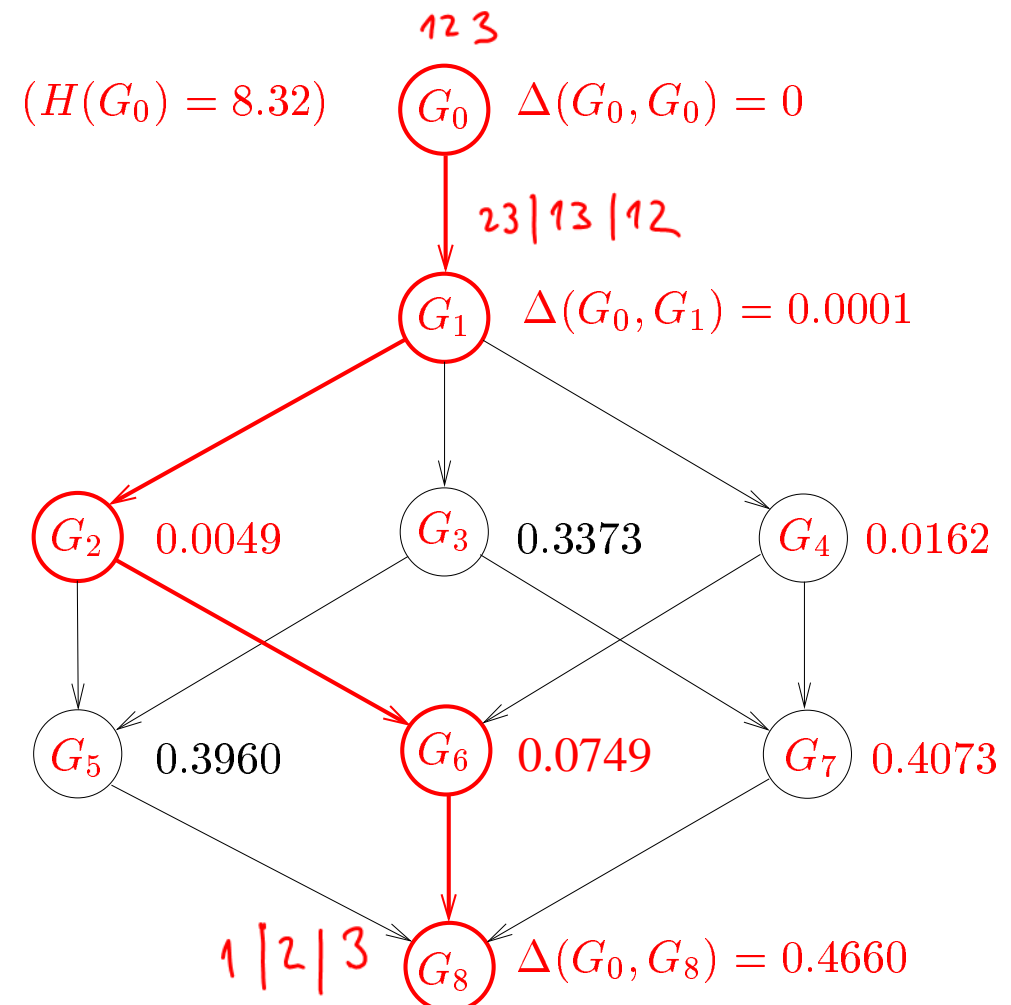 123
(H(G₀) = 8.32) G₀ Δ(G₀, G₀) = 0
23|13|12
G₁ Δ(G₀, G₁) = 0.0001
G₂ 0.0049 G₃ 0.3373 G₄ 0.0162
G₅ 0.3960 G₆ 0.0749 G₇ 0.4073
1|2|3 G₈ Δ(G₀, G₈) = 0.4660